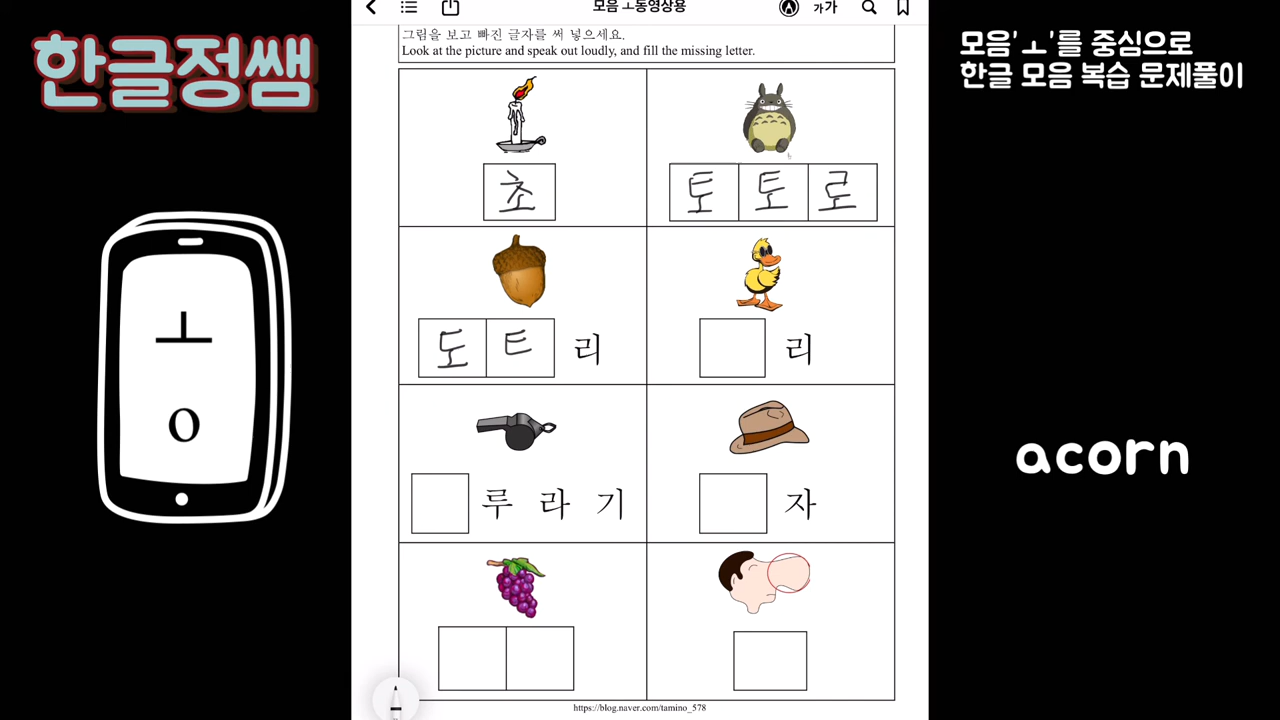 한글정쌤
모음 ㅗ동영상용
가가
모음'ㅗ'를 중심으로
한글 모음 복습 문제풀이
그림을 보고 빠진 글자를 써 넣으세요.
Look at the picture and speak out loudly, and fill the missing letter.
초
토 토 로
도 트 리
리
루 라 기
자
ㅗ
ㅇ
acorn
https://blog.naver.com/tamino_578